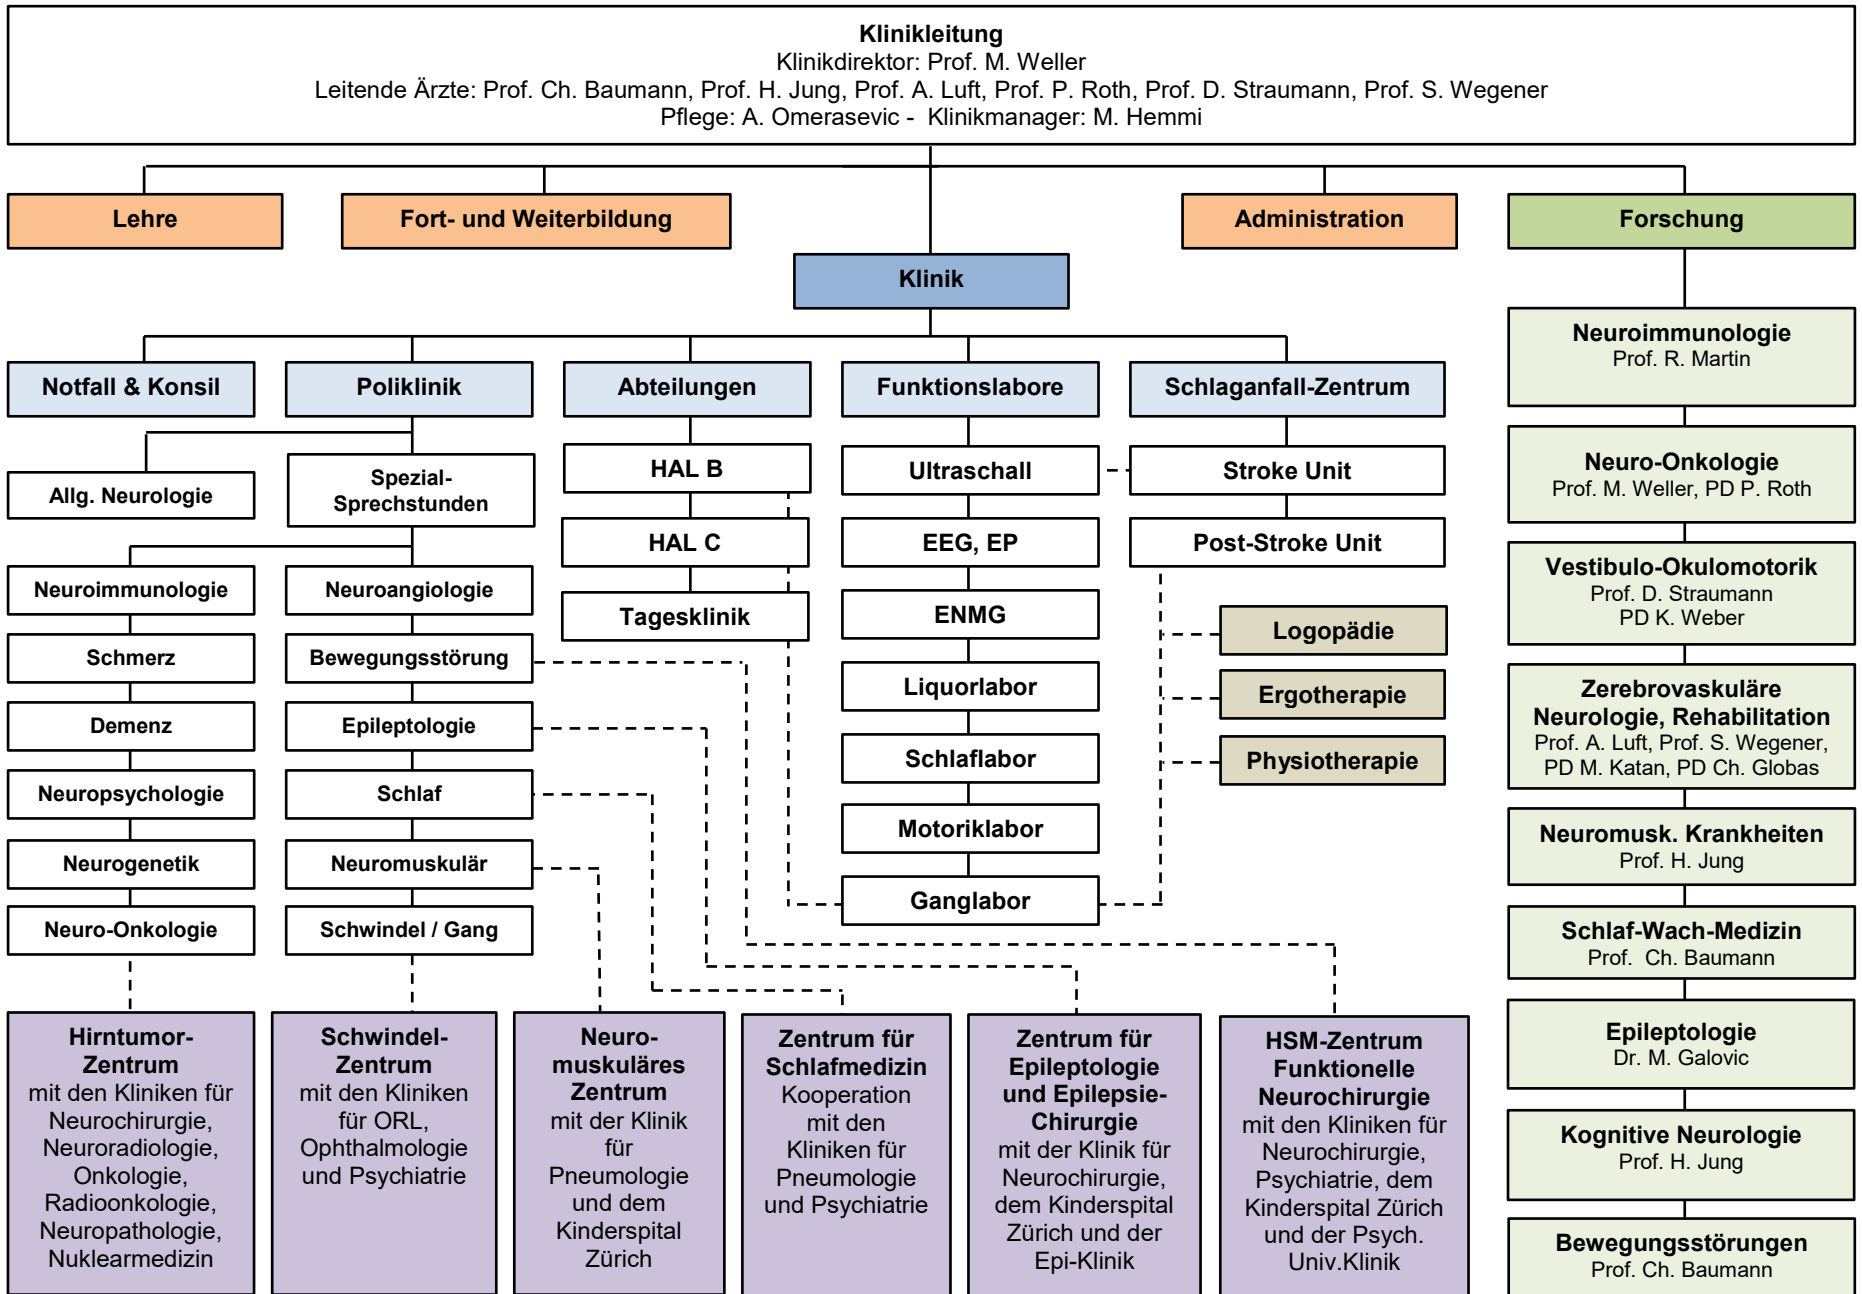 Klinikleitung
Klinikdirektor: Prof. M. Weller
Leitende Ärzte: Prof. Ch. Baumann, Prof. H. Jung, Prof. A. Luft, Prof. P. Roth, Prof. D. Straumann, Prof. S. Wegener
Pflege: A. Omerasevic - Klinikmanager: M. Hemmi
Lehre
Fort- und Weiterbildung
Administration
Forschung
Klinik
Notfall & Konsil
Poliklinik
Abteilungen
Funktionslabore
Schlaganfall-Zentrum
Allg. Neurologie
Spezial-
Sprechstunden
Neuroimmunologie
Schmerz
Demenz
Neuropsychologie
Neurogenetik
Neuro-Onkologie
Neuroangiologie
Bewegungsstörung
Epileptologie
Schlaf
Neuromuskulär
Schwindel / Gang
HAL B
HAL C
Tagesklinik
Ultraschall
EEG, EP
ENMG
Liquorlabor
Schlaflabor
Motoriklabor
Ganglabor
Stroke Unit
Post-Stroke Unit
Logopädie
Ergotherapie
Physiotherapie
Neuroimmunologie
Prof. R. Martin
Neuro-Onkologie
Prof. M. Weller, PD P. Roth
Vestibulo-Okulomotorik
Prof. D. Straumann
PD K. Weber
Zerebrovaskuläre
Neurologie, Rehabilitation
Prof. A. Luft, Prof. S. Wegener,
PD M. Katan, PD Ch. Globas
Neuromusk. Krankheiten
Prof. H. Jung
Schlaf-Wach-Medizin
Prof. Ch. Baumann
Epileptologie
Dr. M. Galovic
Kognitive Neurologie
Prof. H. Jung
Bewegungsstörungen
Prof. Ch. Baumann
Hirntumor-
Zentrum
mit den Kliniken für
Neurochirurgie,
Neuroradiologie,
Onkologie,
Radioonkologie,
Neuropathologie,
Nuklearmedizin
Schwindel-
Zentrum
mit den Kliniken
für ORL,
Ophthalmologie
und Psychiatrie
Neuro-
muskuläres
Zentrum
mit der Klinik
für
Pneumologie
und dem
Kinderspital
Zürich
Zentrum für
Schlafmedizin
Kooperation
mit den
Kliniken für
Pneumologie
und Psychiatrie
Zentrum für
Epileptologie
und Epilepsie-
Chirurgie
mit der Klinik für
Neurochirurgie,
dem Kinderspital
Zürich und der
Epi-Klinik
HSM-Zentrum
Funktionelle
Neurochirurgie
mit den Kliniken für
Neurochirurgie,
Psychiatrie, dem
Kinderspital Zürich
und der Psych.
Univ.Klinik